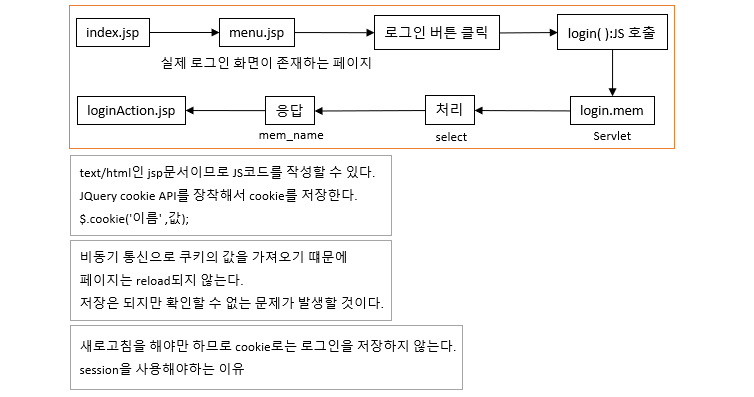 index.jsp
menu.jsp
로그인 버튼 클릭
login( ):JS 호출
실제 로그인 화면이 존재하는 페이지
loginAction.jsp
응답
처리
login.mem
mem_name
select
Servlet
text/html인 jsp문서이므로 JS코드를 작성할 수 있다.
JQuery cookie API를 장착해서 cookie를 저장한다.
$.cookie('이름' ,값);
비동기 통신으로 쿠키의 값을 가져오기 떄문에
페이지는 reload되지 않는다.
저장은 되지만 확인할 수 없는 문제가 발생할 것이다.
새로고침을 해야만 하므로 cookie로는 로그인을 저장하지 않는다.
session을 사용해야하는 이유